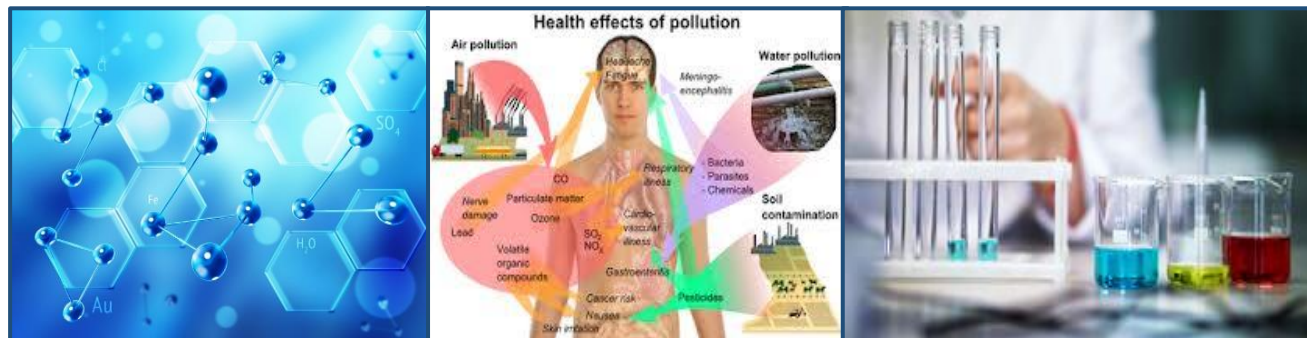 Cl
SO4
Fe
H2O
Au
Health effects of pollution
Air pollution
Water pollution
Headache
Fatigue
Meningo-
encephalitis
- Bacteria
- Parasites
- Chemicals
Respiratory
illness
CO
Particulate matter
Nerve
damage
Ozone
Lead
SO2
NOx
Cardio-
vascular
illness
Soil
contamination
Volatile
organic
compounds
Gastroenteritis
Pesticides
Cancer risk
Nausea
Skin irritation